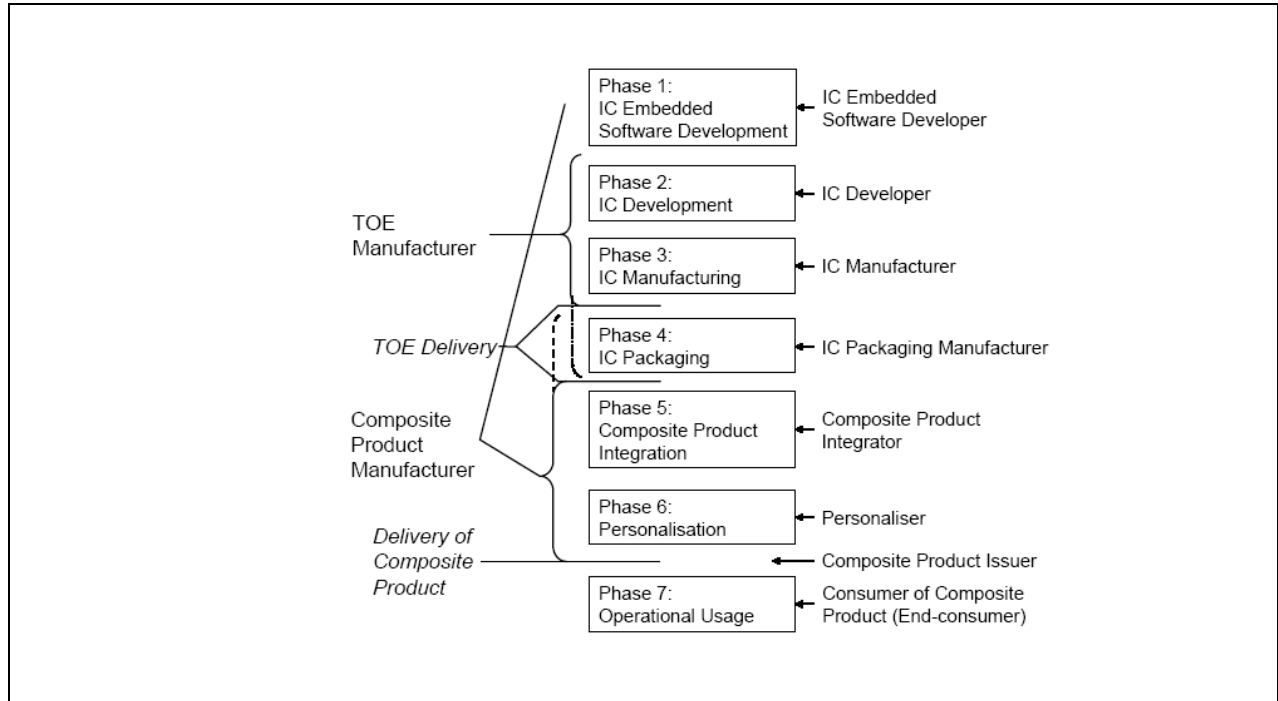 Phase 1:
IC Embedded
Software Development
IC Embedded
Software Developer
Phase 2:
IC Development
IC Developer
TOE
Manufacturer
Phase 3:
IC Manufacturing
IC Manufacturer
TOE Delivery
Phase 4:
IC Packaging
IC Packaging Manufacturer
Composite
Product
Manufacturer
Phase 5:
Composite Product
Integration
Composite Product
Integrator
Phase 6:
Personalisation
Personaliser
Delivery of
Composite
Product
Composite Product Issuer
Phase 7:
Operational Usage
Consumer of Composite
Product (End-consumer)